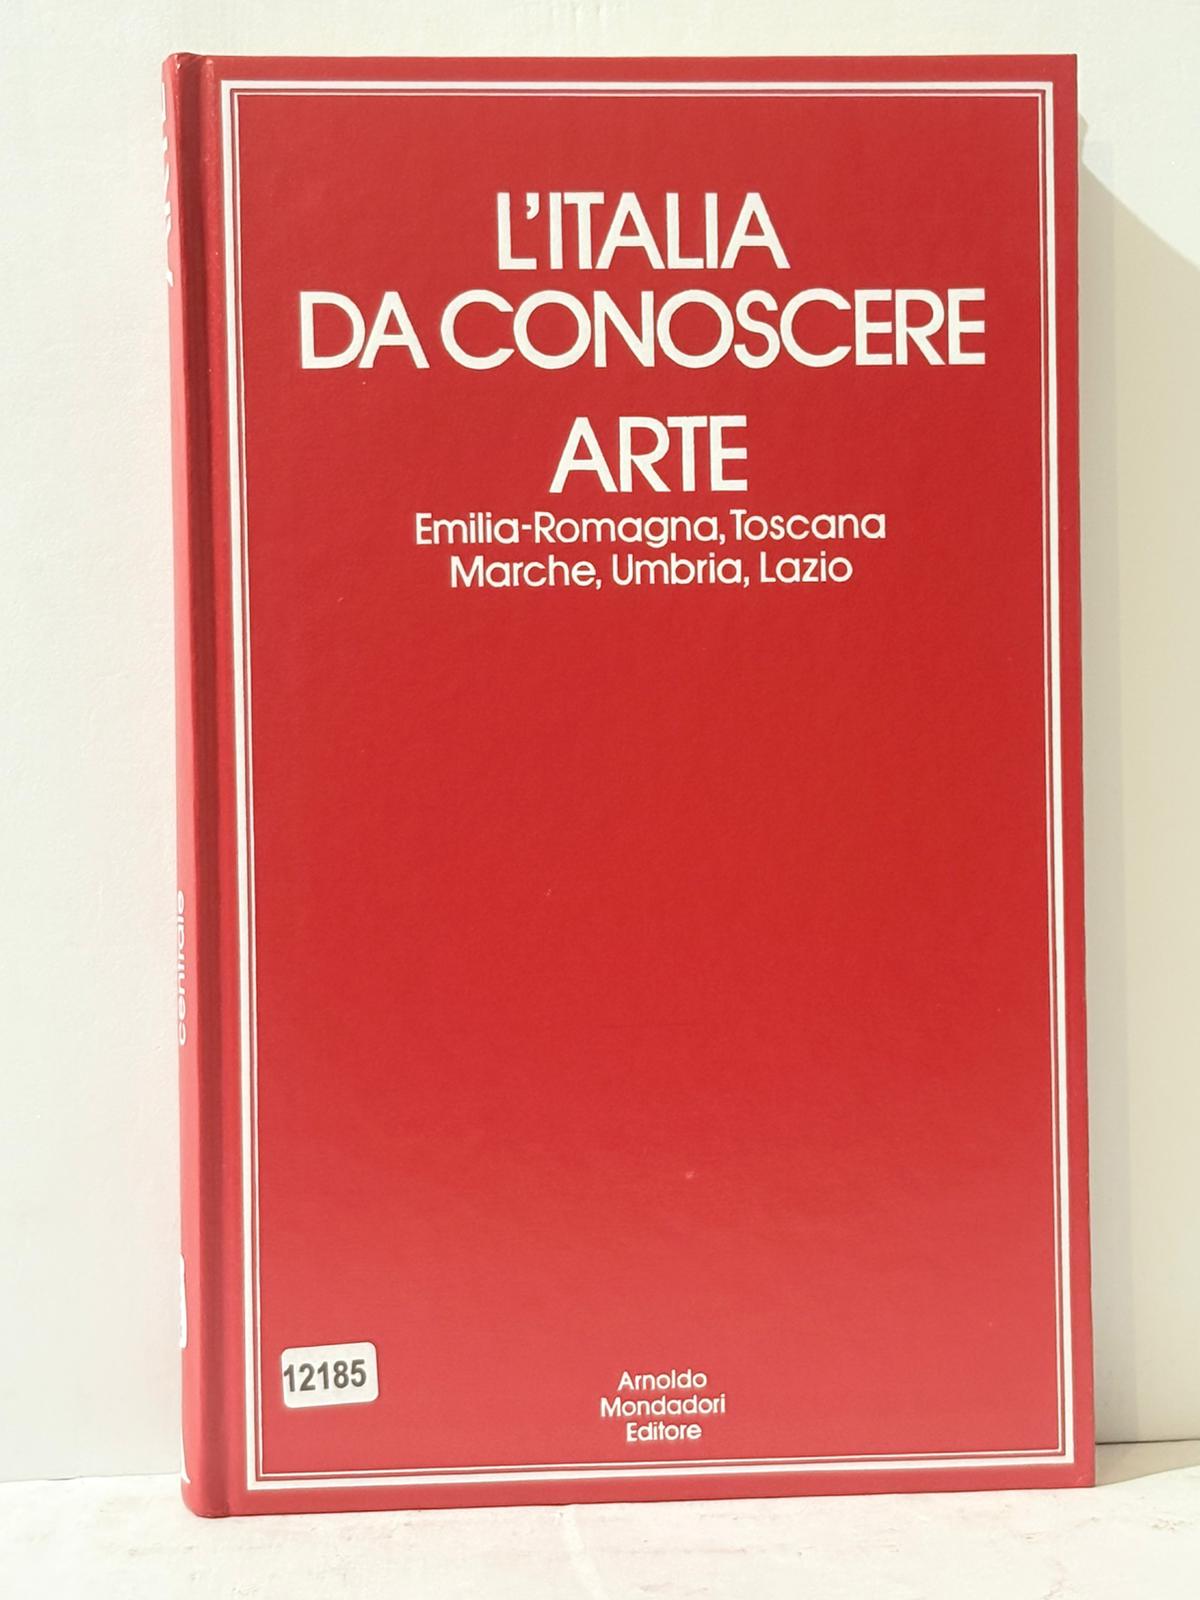 L'ITALIA
DA CONOSCERE
ARTE
Emilia-Romagna, Toscana
Marche, Umbria, Lazio
centrale
12185
Arnoldo
Mondadori
Editore